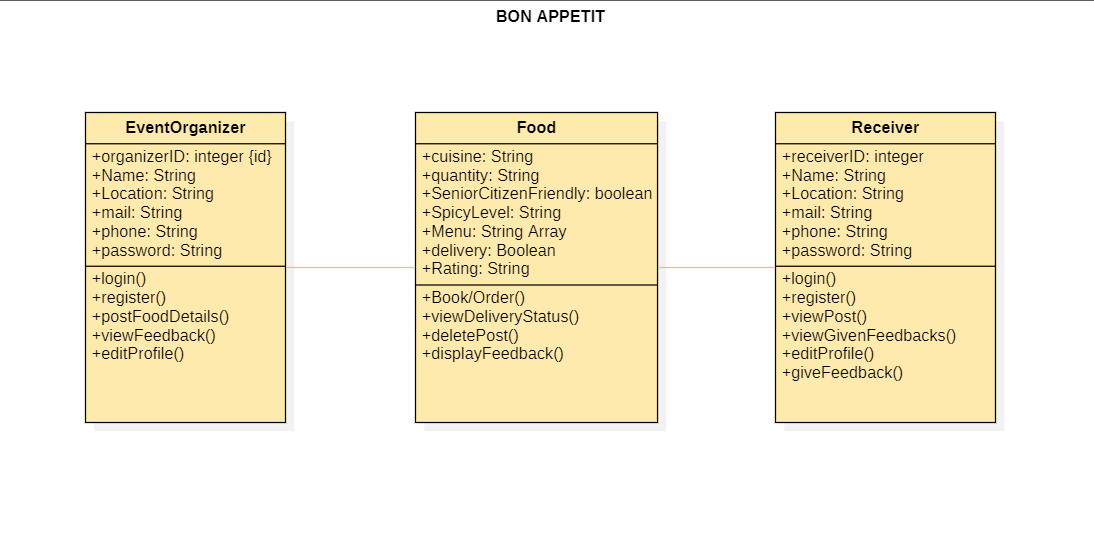 BON APPETIT
EventOrganizer
+organizerID: integer {id}
+Name: String
+Location: String
+mail: String
+phone: String
+password: String
+login()
+register()
+postFoodDetails()
+viewFeedback()
+editProfile()
Food
+cuisine: String
+quantity: String
+SeniorCitizenFriendly: boolean
+SpicyLevel: String
+Menu: String Array
+delivery: Boolean
+Rating: String
+Book/Order()
+viewDeliveryStatus()
+deletePost()
+displayFeedback()
Receiver
+receiverID: integer
+Name: String
+Location: String
+mail: String
+phone: String
+password: String
+login()
+register()
+viewPost()
+viewGivenFeedbacks()
+editProfile()
+giveFeedback()